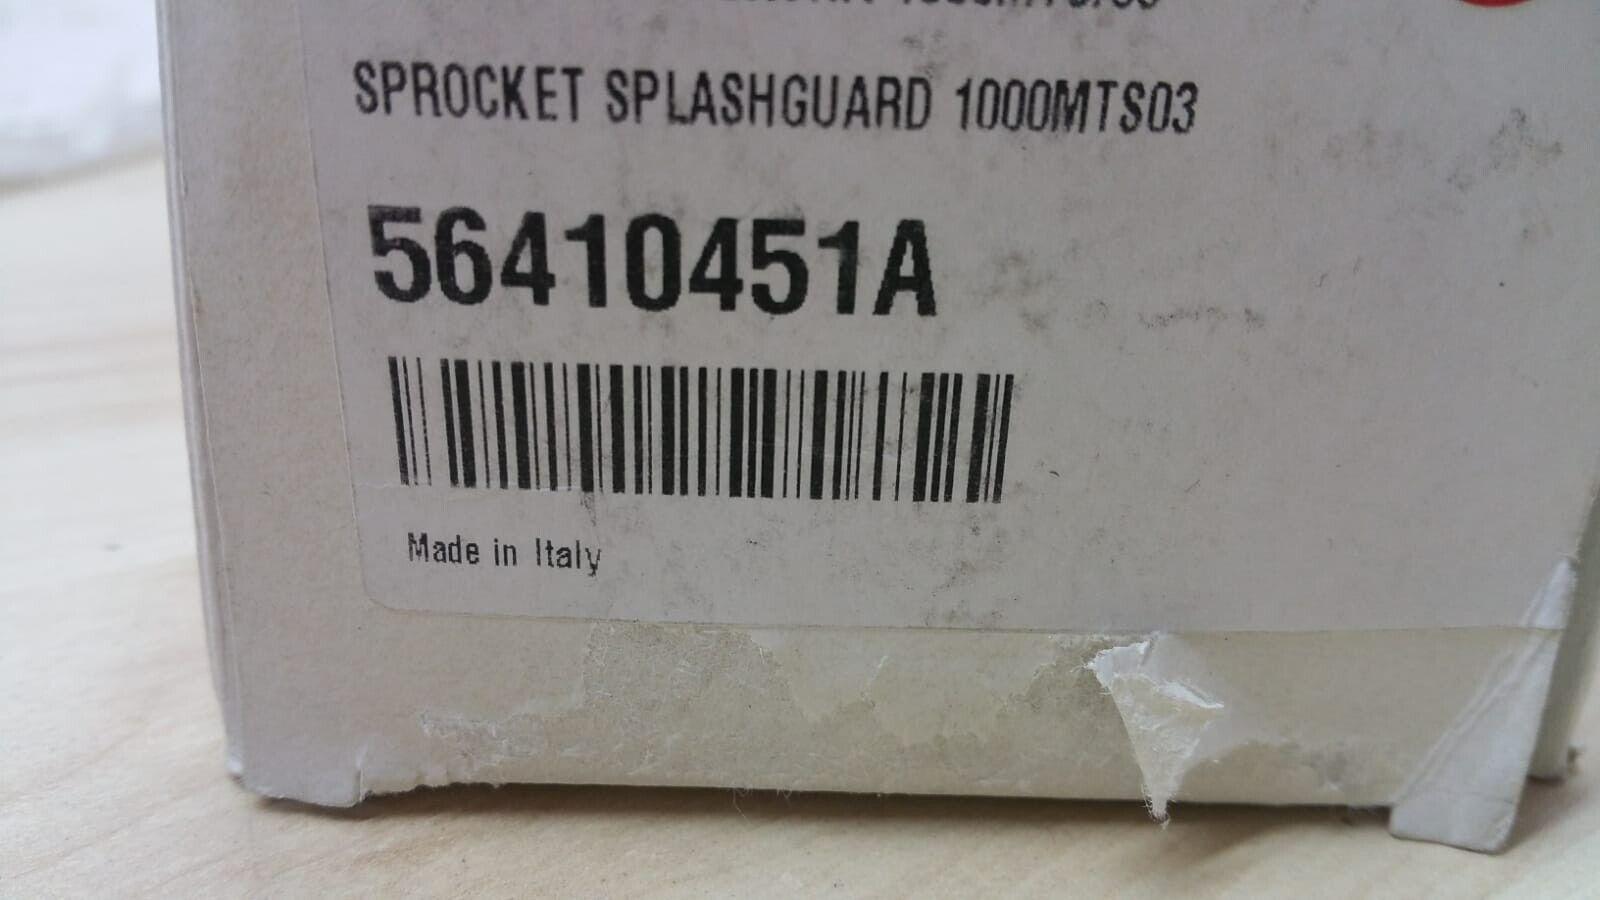 SPROCKET SPLASHGUARD 1000MTS03
56410451A
Made in Italy